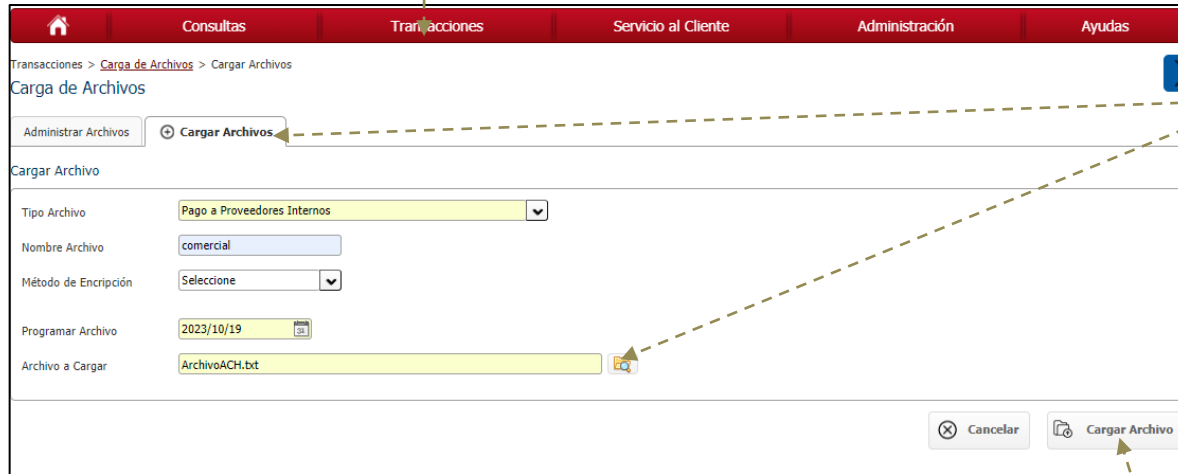 Consultas Transacciones Servicio al Cliente Administración Ayudas
Transacciones > Carga de Archivos > Cargar Archivos
Carga de Archivos
Administrar Archivos Cargar Archivos
Cargar Archivo
Tipo Archivo Pago a Proveedores Internos
Nombre Archivo comercial
Método de Encripción Seleccione
Programar Archivo 2023/10/19 31
Archivo a Cargar ArchivoACH.txt
Cancelar Cargar Archivo